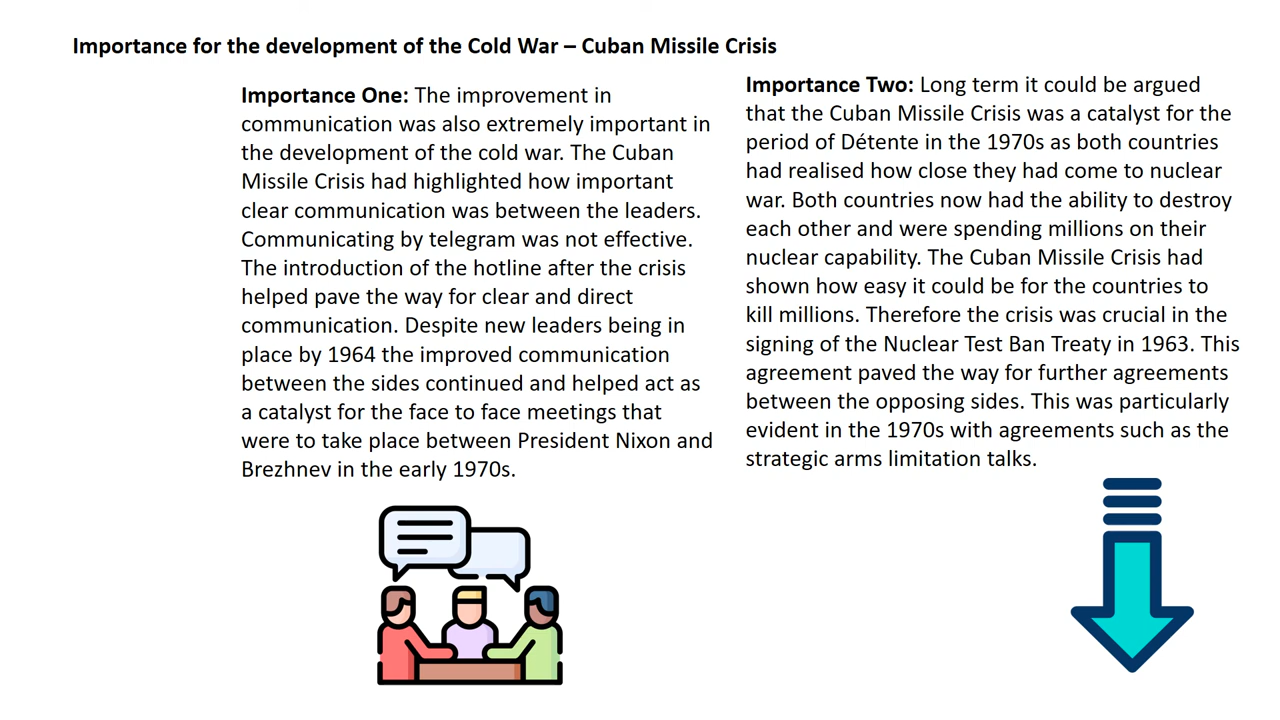 Importance for the development of the Cold War – Cuban Missile Crisis
Importance One: The improvement in
communication was also extremely important in
the development of the cold war. The Cuban
Missile Crisis had highlighted how important
clear communication was between the leaders.
Communicating by telegram was not effective.
The introduction of the hotline after the crisis
helped pave the way for clear and direct
communication. Despite new leaders being in
place by 1964 the improved communication
between the sides continued and helped act as
a catalyst for the face to face meetings that
were to take place between President Nixon and
Brezhnev in the early 1970s.
Importance Two: Long term it could be argued
that the Cuban Missile Crisis was a catalyst for the
period of Détente in the 1970s as both countries
had realised how close they had come to nuclear
war. Both countries now had the ability to destroy
each other and were spending millions on their
nuclear capability. The Cuban Missile Crisis had
shown how easy it could be for the countries to
kill millions. Therefore the crisis was crucial in the
signing of the Nuclear Test Ban Treaty in 1963. This
agreement paved the way for further agreements
between the opposing sides. This was particularly
evident in the 1970s with agreements such as the
strategic arms limitation talks.